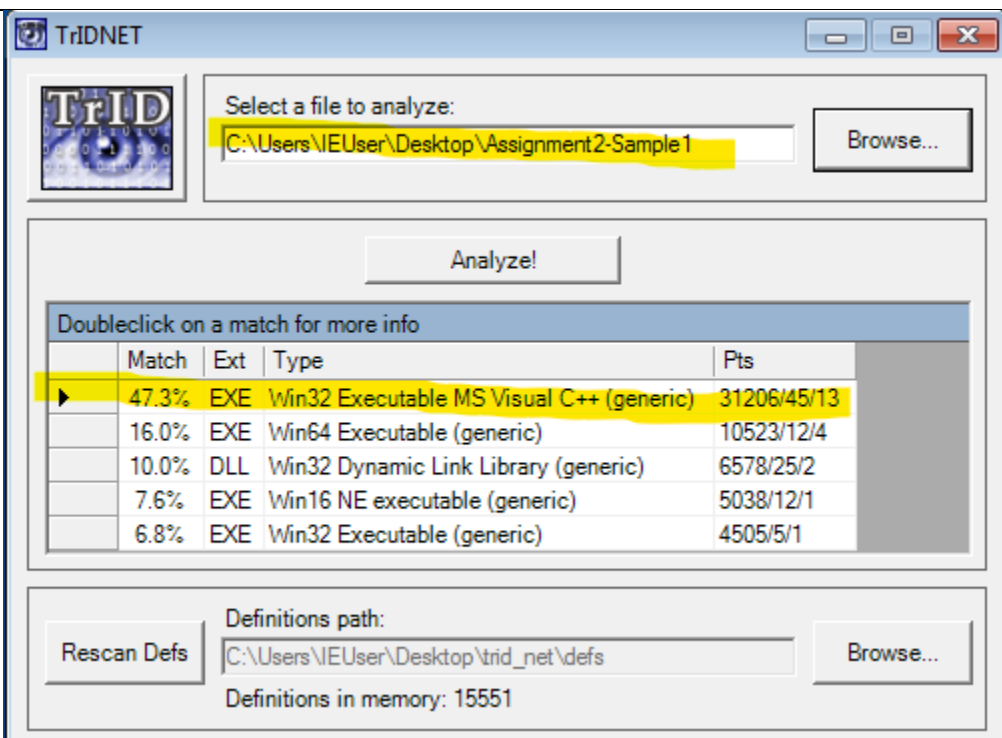 TrIDNET
TrID
Select a file to analyze:
C:\Users\IEUser\Desktop\Assignment2-Sample1
Browse...
Analyze!
Doubleclick on a match for more info
Match Ext Type Pts
47.3% EXE Win32 Executable MS Visual C++ (generic) 31206/45/13
16.0% EXE Win64 Executable (generic) 10523/12/4
10.0% DLL Win32 Dynamic Link Library (generic) 6578/25/2
7.6% EXE Win16 NE executable (generic) 5038/12/1
6.8% EXE Win32 Executable (generic) 4505/5/1
Definitions path:
Rescan Defs C:\Users\IEUser\Desktop\trid_net\defs Browse...
Definitions in memory: 15551